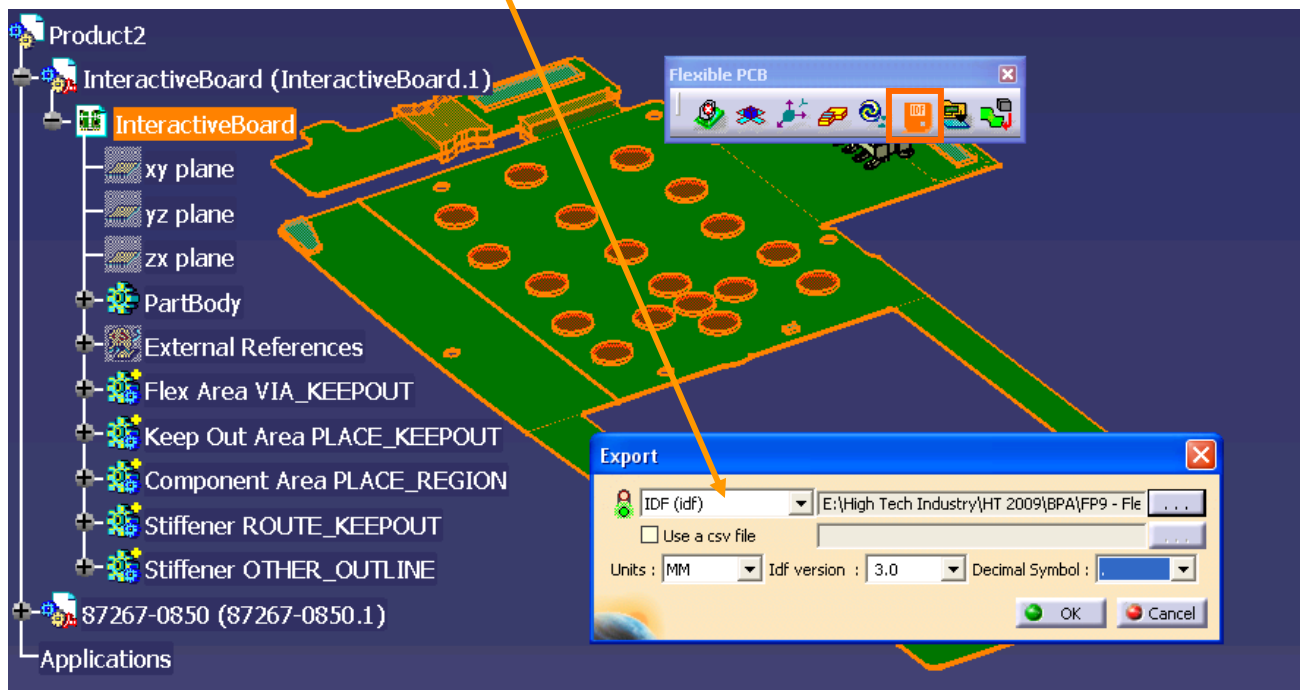 Product2
InteractiveBoard (InteractiveBoard.1)
InteractiveBoard
xy plane
yz plane
zx plane
PartBody
External References
Flex Area VIA_KEEPOUT
Keep Out Area PLACE_KEEPOUT
Component Area PLACE_REGION
Stiffener ROUTE_KEEPOUT
Stiffener OTHER_OUTLINE
87267-0850 (87267-0850.1)
Applications
Flexible PCB
IDF
Export
IDF (idf) E:\High Tech Industry\HT 2009\BPA\FP9 - Fle ...
Use a csv file ...
Units : MM Idf version : 3.0 Decimal Symbol :
OK Cancel